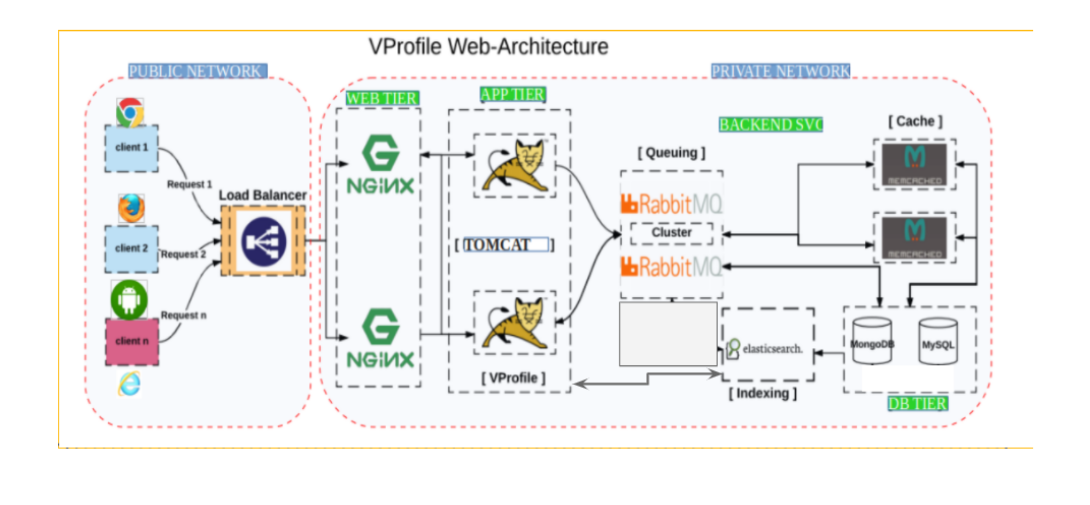 VProfile Web-Architecture
PUBLIC NETWORK
PRIVATE NETWORK
WEB TIER
APP TIER
BACKEND SVC
[ Cache ]
client 1
Request 1
NGINX
[ Queuing ]
MEMCACHED
Load Balancer
RabbitMQ
Cluster
client 2
Request 2
[ TOMCAT ]
MEMCACHED
RabbitMQ
Request n
client n
NGINX
MongoDB
MySQL
elasticsearch.
[ VProfile ]
[ Indexing ]
DB TIER